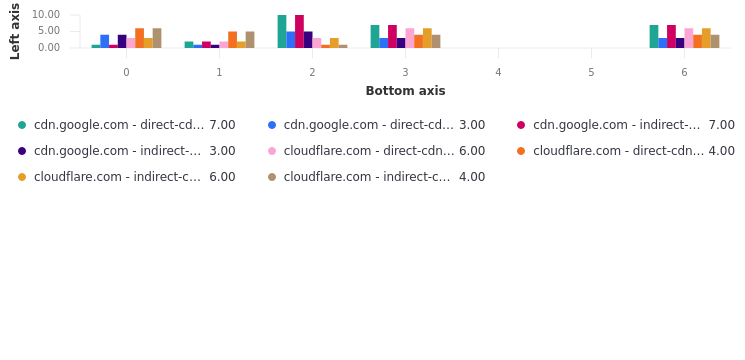 Left axis
10.00
5.00
0.00
0 1 2 3 4 5 6
Bottom axis
cdn.google.com - direct-cd... 7.00 cdn.google.com - direct-cd... 3.00 cdn.google.com - indirect-... 7.00
cdn.google.com - indirect-... 3.00 cloudflare.com - direct-cdn... 6.00 cloudflare.com - direct-cdn... 4.00
cloudflare.com - indirect-c... 6.00 cloudflare.com - indirect-c... 4.00